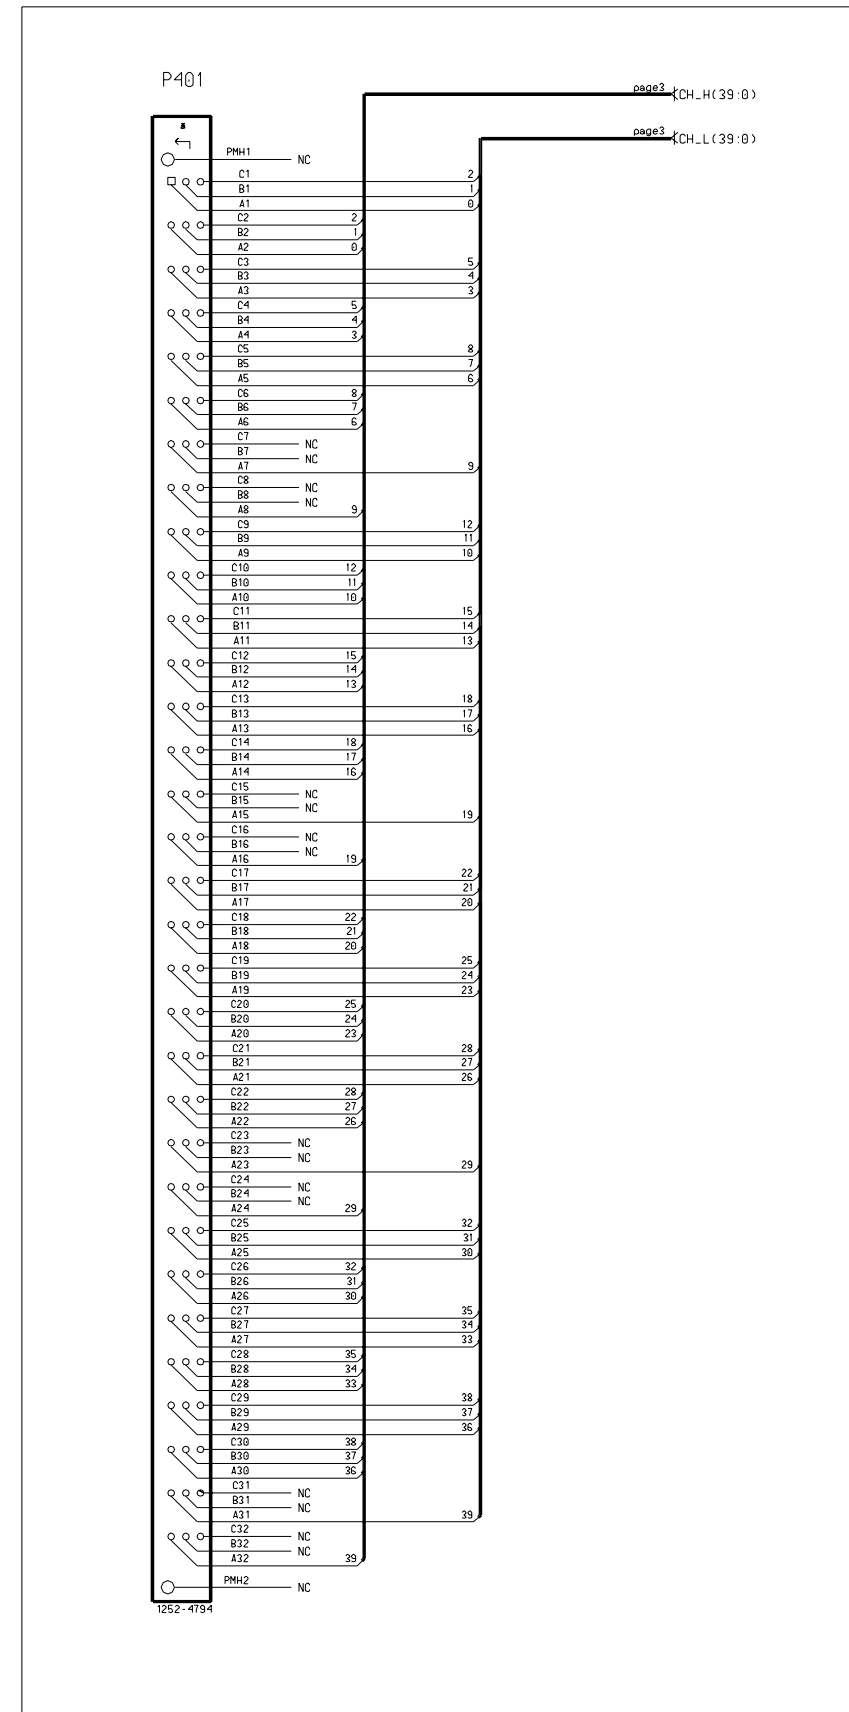 P401
page3 CH_H(39:0)
page3 CH_L(39:0)
PMH1 NC
C1 2
B1 1
A1 0
C2 2
B2 1
A2 0
C3 5
B3 4
A3 3
C4 5
B4 4
A4 3
C5 8
B5 7
A5 6
C6 8
B6 7
A6 6
C7 NC
B7 NC
A7 9
C8 NC
B8 NC
A8 9
C9 12
B9 11
A9 10
C10 12
B10 11
A10 10
C11 15
B11 14
A11 13
C12 15
B12 14
A12 13
C13 18
B13 17
A13 16
C14 18
B14 17
A14 16
C15 NC
B15 NC
A15 19
C16 NC
B16 NC
A16 19
C17 22
B17 21
A17 20
C18 22
B18 21
A18 20
C19 25
B19 24
A19 23
C20 25
B20 24
A20 23
C21 28
B21 27
A21 26
C22 28
B22 27
A22 26
C23 NC
B23 NC
A23 29
C24 NC
B24 NC
A24 29
C25 32
B25 31
A25 30
C26 32
B26 31
A26 30
C27 35
B27 34
A27 33
C28 35
B28 34
A28 33
C29 38
B29 37
A29 36
C30 38
B30 37
A30 36
C31 NC
B31 NC
A31 39
C32 NC
B32 NC
A32 39
PMH2 NC
1252-4794